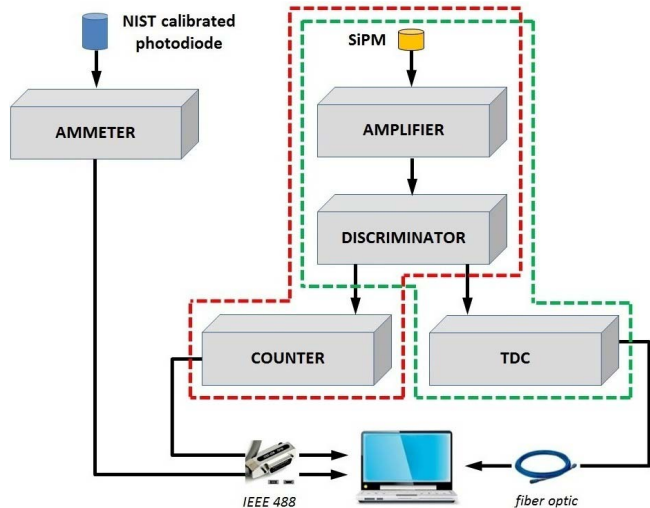 NIST calibrated
photodiode
SiPM
AMMETER
AMPLIFIER
DISCRIMINATOR
COUNTER
TDC
IEEE 488
fiber optic